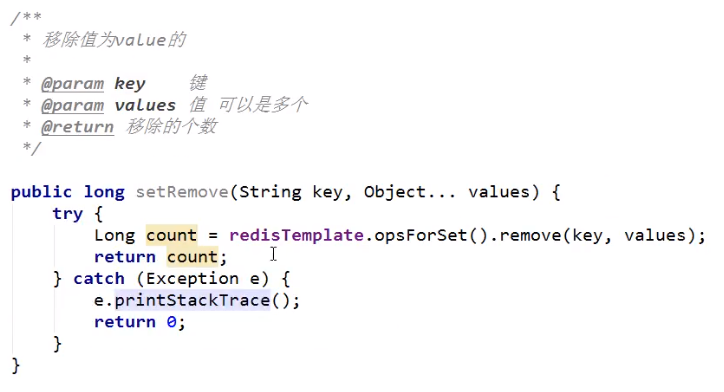 /**
 * 移除值为value的
 *
 * @param key    键
 * @param values 值 可以是多个
 * @return 移除的个数
 */
public long setRemove(String key, Object... values) {
    try {
        Long count = redisTemplate.opsForSet().remove(key, values);
        return count;
    } catch (Exception e) {
        e.printStackTrace();
        return 0;
    }
}